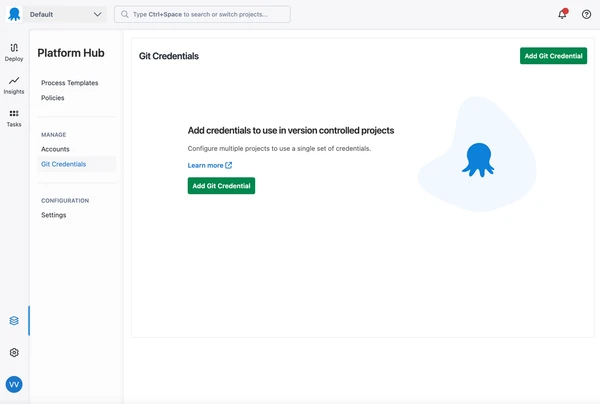 Default
Type Ctrl+Space to search or switch projects...
Deploy
Insights
Tasks
VV
Platform Hub
Process Templates
Policies
MANAGE
Accounts
Git Credentials
CONFIGURATION
Settings
Git Credentials
Add Git Credential
Add credentials to use in version controlled projects
Configure multiple projects to use a single set of credentials.
Learn more
Add Git Credential